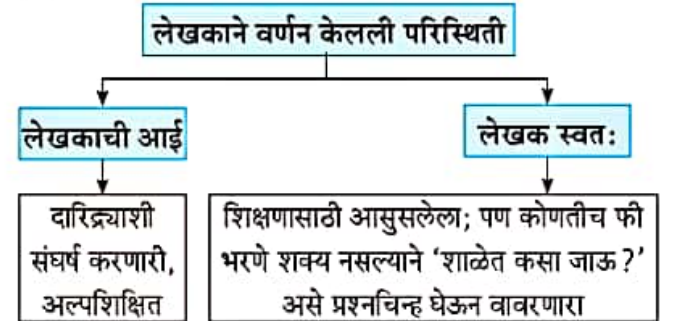 लेखकाने वर्णन केलली परिस्थिती
लेखकाची आई
लेखक स्वतः
दारिद्र्याशी
संघर्ष करणारी,
अल्पशिक्षित
शिक्षणासाठी आसुसलेला; पण कोणतीच फी
भरणे शक्य नसल्याने ‘शाळेत कसा जाऊ?’
असे प्रश्नचिन्ह घेऊन वावरणारा